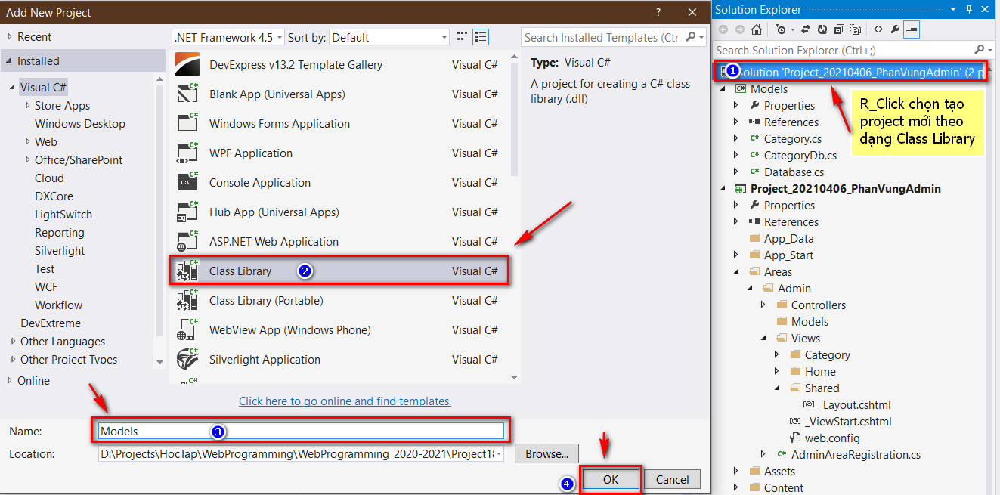 Add New Project
?
Recent
Installed
Visual C#
Store Apps
Windows Desktop
Web
Office/SharePoint
Cloud
DXCore
LightSwitch
Reporting
Silverlight
Test
WCF
Workflow
DevExtreme
Other Languages
Other Project Types
Online
.NET Framework 4.5
Sort by:
Default
DevExpress v13.2 Template Gallery Visual C#
Blank App (Universal Apps) Visual C#
Windows Forms Application Visual C#
WPF Application Visual C#
Console Application Visual C#
Hub App (Universal Apps) Visual C#
ASP.NET Web Application Visual C#
Class Library 2 Visual C#
Class Library (Portable) Visual C#
WebView App (Windows Phone) Visual C#
Silverlight Application Visual C#
Click here to go online and find templates.
Search Installed Templates (Ctrl
Type: Visual C#
A project for creating a C# class
library (.dll)
Name:
Models
3
Location:
D:\Projects\HocTap\WebProgramming\WebProgramming_2020-2021\Project18
Browse...
4
OK
Cancel
Solution Explorer
Search Solution Explorer (Ctrl+;)
1
olution 'Project_20210406_PhanVungAdmin' (2 p
R_Click chọn tạo
project mới theo
dạng Class Library
Models
Properties
References
Category.cs
CategoryDb.cs
Database.cs
Project_20210406_PhanVungAdmin
Properties
References
App_Data
App_Start
Areas
Admin
Controllers
Models
Views
Category
Home
Shared
_Layout.cshtml
_ViewStart.cshtml
web.config
AdminAreaRegistration.cs
Assets
Content